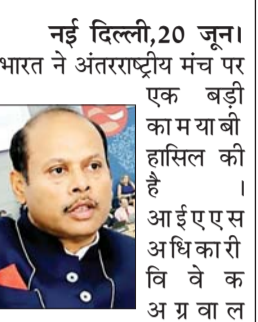 नई दिल्ली,20 जून।
भारत ने अंतरराष्ट्रीय मंच पर
एक बड़ी
कामयाबी
हासिल की
है ।
आईएएस
अधिकारी
विवेक
अग्रवाल